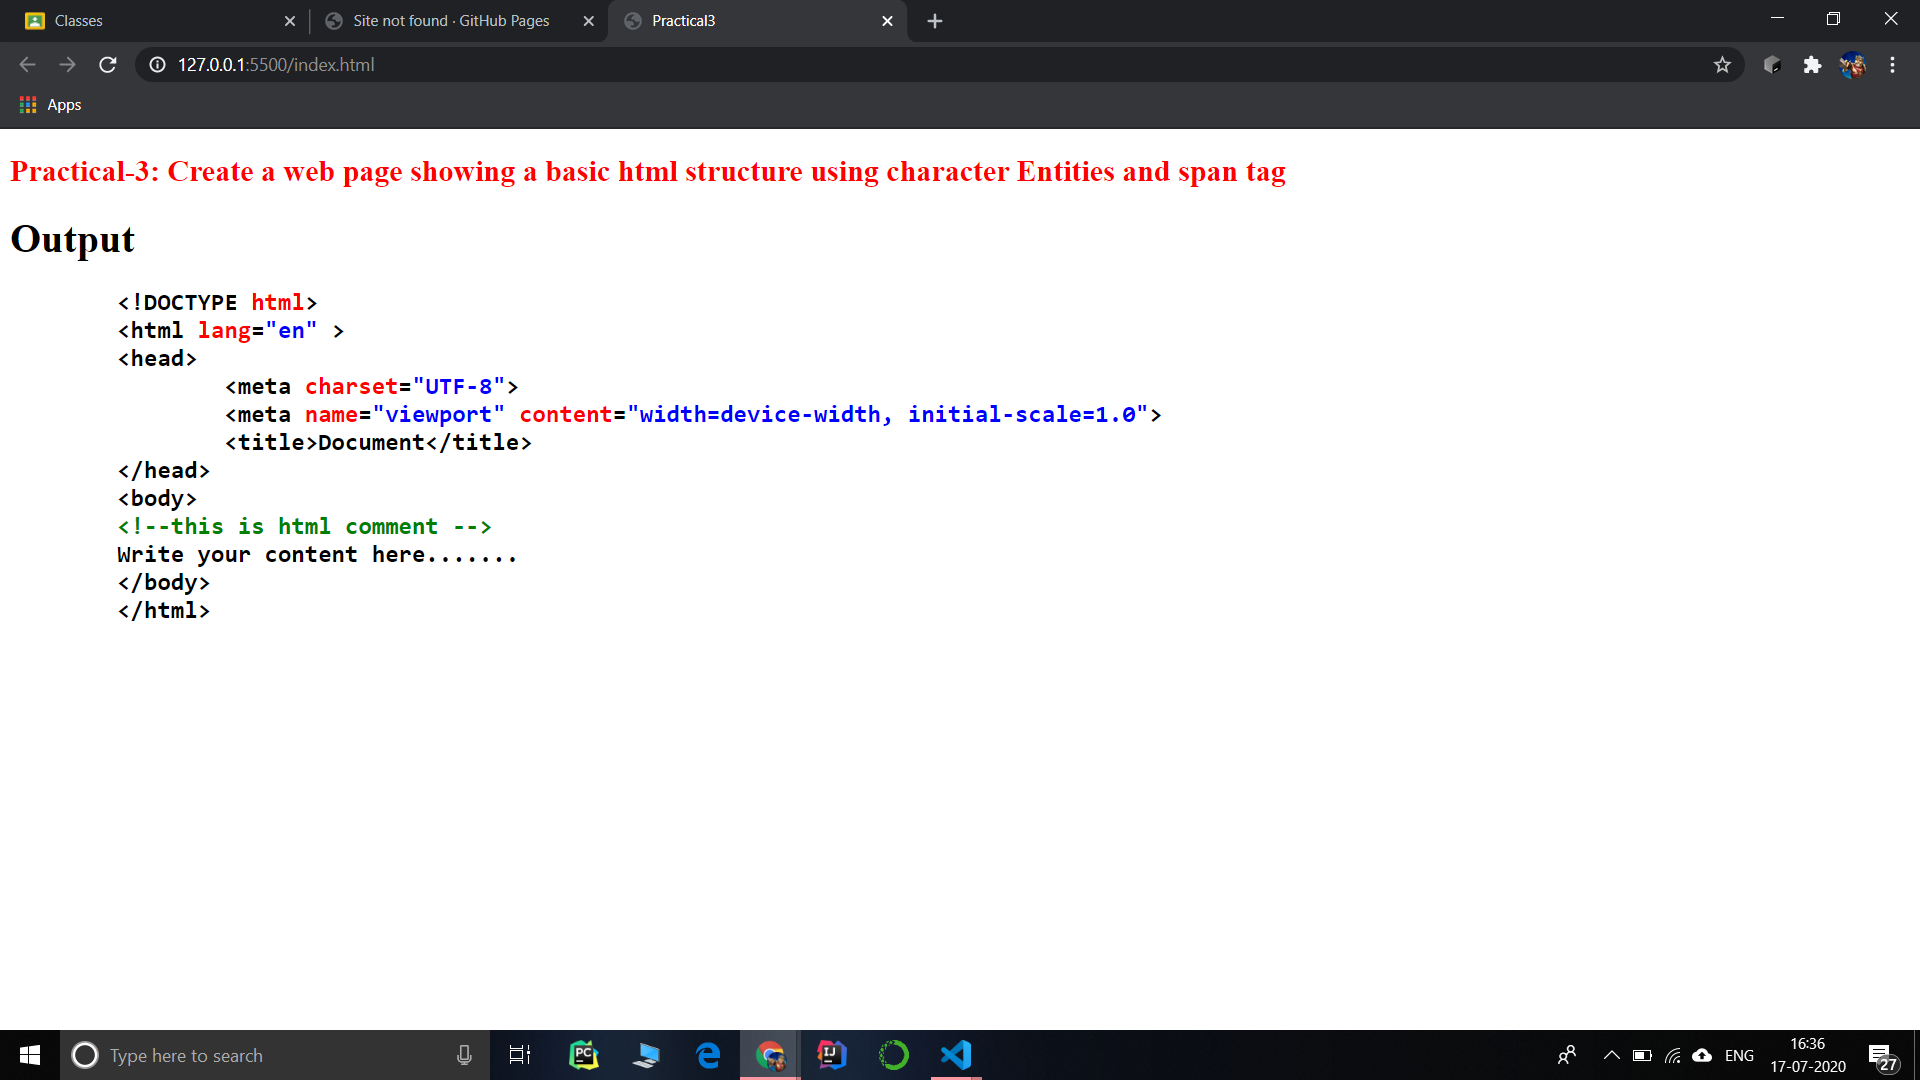 Classes
Site not found · GitHub Pages
Practical3
127.0.0.1:5500/index.html
Apps
Practical-3: Create a web page showing a basic html structure using character Entities and span tag
Output
<!DOCTYPE html>
<html lang="en" >
<head>
<meta charset="UTF-8">
<meta name="viewport" content="width=device-width, initial-scale=1.0">
<title>Document</title>
</head>
<body>
<!--this is html comment -->
Write your content here.......
</body>
</html>
Type here to search
PC
IJ
ENG
16:36
17-07-2020
27